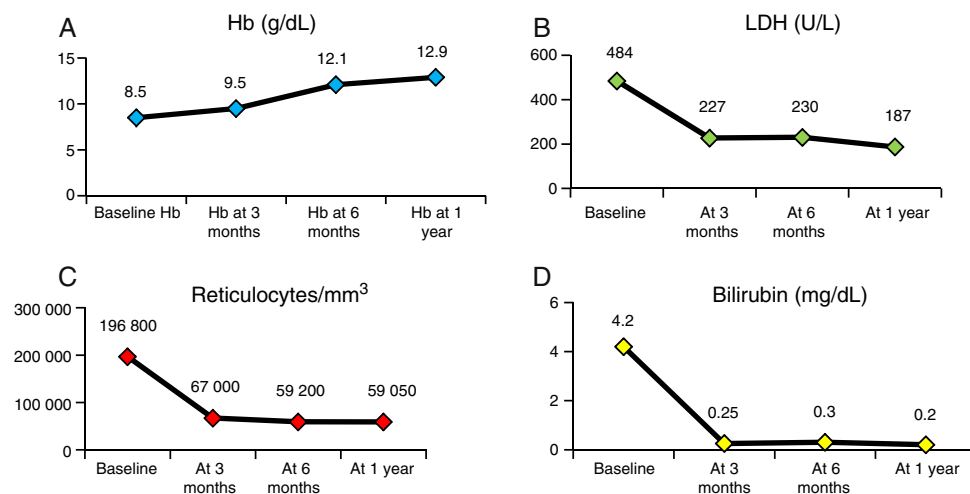 A
Hb (g/dL)
15
10
5
0
8.5
9.5
12.1
12.9
Baseline Hb
Hb at 3
months
Hb at 6
months
Hb at 1
year
B
LDH (U/L)
600
400
200
0
484
227
230
187
Baseline
At 3
months
At 6
months
At 1 year
C
Reticulocytes/mm³
300 000
200 000
100 000
0
196 800
67 000
59 200
59 050
Baseline
At 3
months
At 6
months
At 1 year
D
Bilirubin (mg/dL)
6
4
2
0
4.2
0.25
0.3
0.2
Baseline
At 3
months
At 6
months
At 1 year